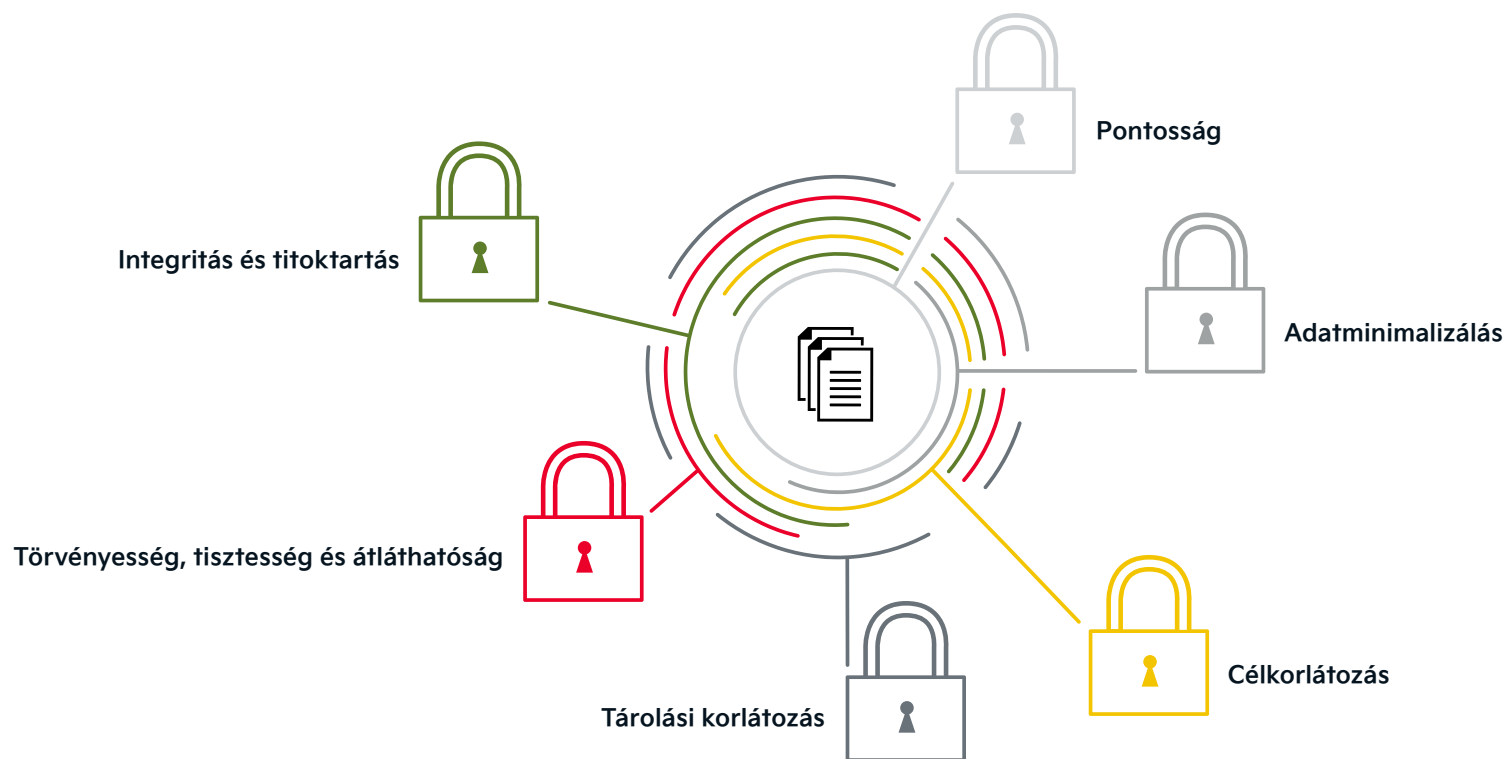 Pontosság
Integritás és titoktartás
Adatminimalizálás
Törvényesség, tisztesség és átláthatóság
Célkorlátozás
Tárolási korlátozás